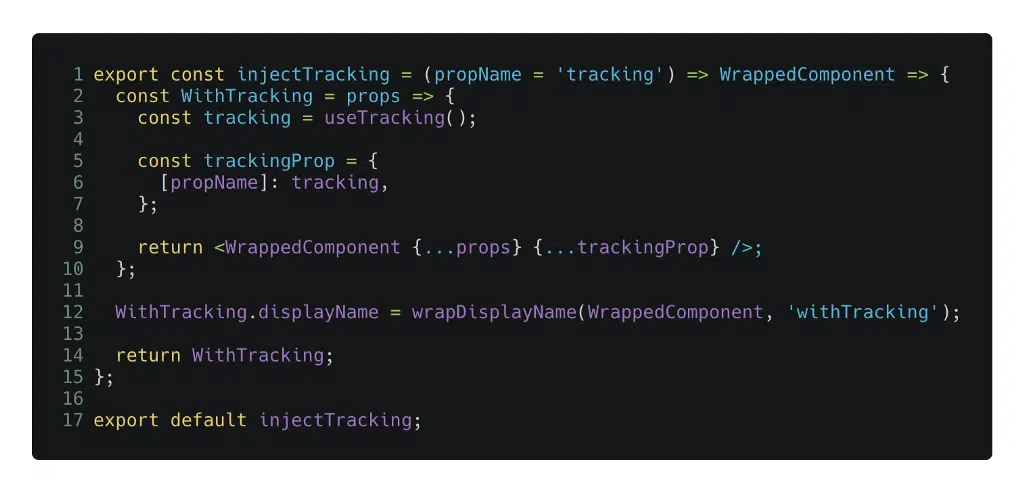 1 export const injectTracking = (propName = 'tracking') => WrappedComponent => {
2   const WithTracking = props => {
3     const tracking = useTracking();
4
5     const trackingProp = {
6       [propName]: tracking,
7     };
8
9     return <WrappedComponent {...props} {...trackingProp} />;
10   };
11
12   WithTracking.displayName = wrapDisplayName(WrappedComponent, 'withTracking');
13
14   return WithTracking;
15 };
16
17 export default injectTracking;